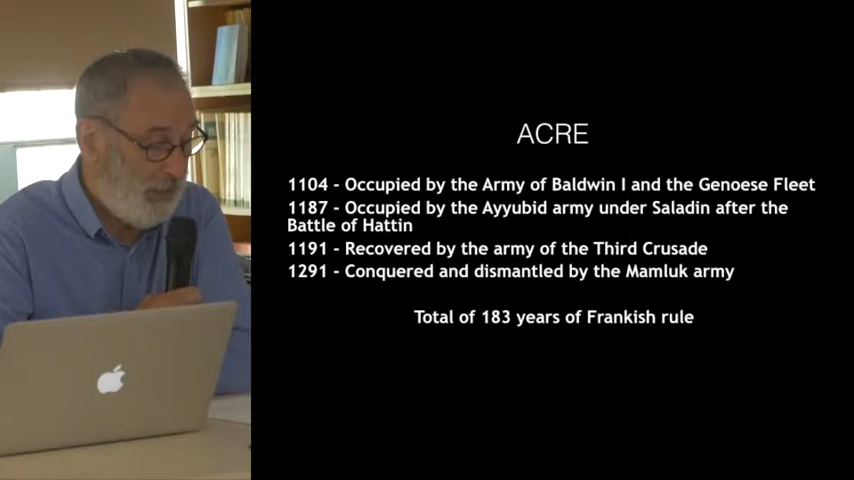 ACRE
1104 - Occupied by the Army of Baldwin I and the Genoese Fleet
1187 - Occupied by the Ayyubid army under Saladin after the
Battle of Hattin
1191 - Recovered by the army of the Third Crusade
1291 - Conquered and dismantled by the Mamluk army
Total of 183 years of Frankish rule